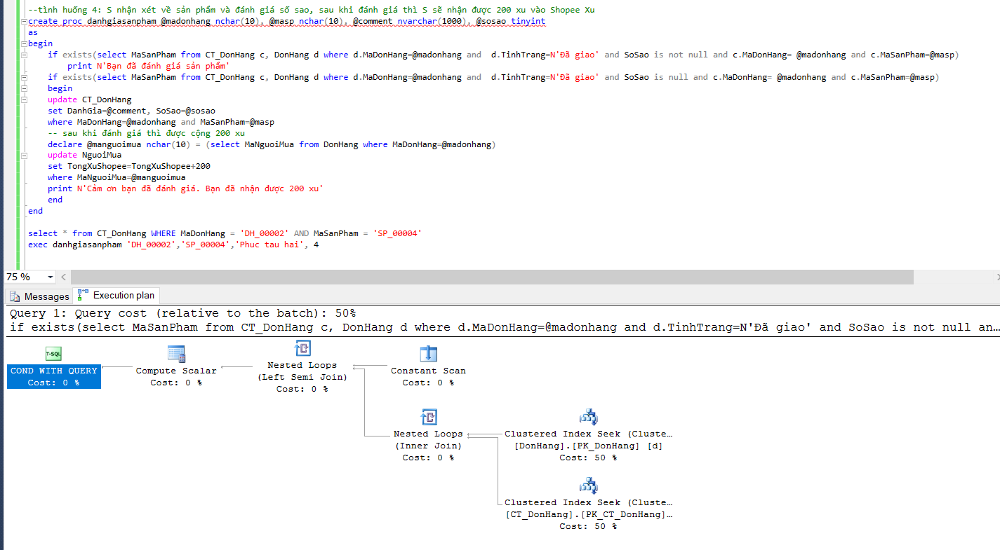 --tình huống 4: S nhận xét về sản phẩm và đánh giá số sao, sau khi đánh giá thì S sẽ nhận được 200 xu vào Shopee Xu
create proc danhgiasanpham @madonhang nchar(10), @masp nchar(10), @comment nvarchar(1000), @sosao tinyint
as
begin
if exists(select MaSanPham from CT_DonHang c, DonHang d where d.MaDonHang=@madonhang and  d.TinhTrang=N'Đã giao' and SoSao is not null and c.MaDonHang= @madonhang and c.MaSanPham=@masp)
print N'Bạn đã đánh giá sản phẩm'
if exists(select MaSanPham from CT_DonHang c, DonHang d where d.MaDonHang=@madonhang and  d.TinhTrang=N'Đã giao' and SoSao is null and c.MaDonHang= @madonhang and c.MaSanPham=@masp)
begin
update CT_DonHang
set DanhGia=@comment, SoSao=@sosao
where MaDonHang=@madonhang and MaSanPham=@masp
-- sau khi đánh giá thì được cộng 200 xu
declare @manguoimua nchar(10) = (select MaNguoiMua from DonHang where MaDonHang=@madonhang)
update NguoiMua
set TongXuShopee=TongXuShopee+200
where MaNguoiMua=@manguoimua
print N'Cảm ơn bạn đã đánh giá. Bạn đã nhận được 200 xu'
end
end
select * from CT_DonHang WHERE MaDonHang = 'DH_00002' AND MaSanPham = 'SP_00004'
exec danhgiasanpham 'DH_00002','SP_00004','Phuc tau hai', 4
75 %
Messages Execution plan
Query 1: Query cost (relative to the batch): 50%
if exists(select MaSanPham from CT_DonHang c, DonHang d where d.MaDonHang=@madonhang and d.TinhTrang=N'Đã giao' and SoSao is not null an…
T-SQL
COND WITH QUERY
Cost: 0 %
Compute Scalar
Cost: 0 %
Nested Loops
(Left Semi Join)
Cost: 0 %
Constant Scan
Cost: 0 %
Nested Loops
(Inner Join)
Cost: 0 %
Clustered Index Seek (Cluste…
[DonHang].[PK_DonHang] [d]
Cost: 50 %
Clustered Index Seek (Cluste…
[CT_DonHang].[PK_CT_DonHang]…
Cost: 50 %